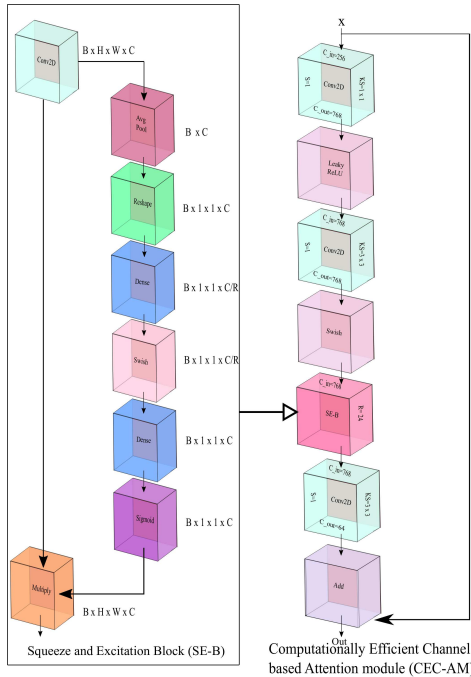 Conv2D
B x H x W x C
Avg
Pool
B x C
Reshape
B x 1 x 1 x C
Dense
B x 1 x 1 x C/R
Swish
B x 1 x 1 x C/R
Dense
B x 1 x 1 x C
Sigmoid
B x 1 x 1 x C
Multiply
B x H x W x C
Squeeze and Excitation Block (SE-B)
X
C_in=256
S=1
Conv2D
KS=1 x 1
C_out=768
Leaky
ReLU
C_in=768
S=1
Conv2D
KS=3 x 3
C_out=768
Swish
C_in=768
SE-B
R=24
C_in=768
S=1
Conv2D
KS=3 x 3
C_out=64
Add
Out
Computationally Efficient Channel
based Attention module (CEC-AM)